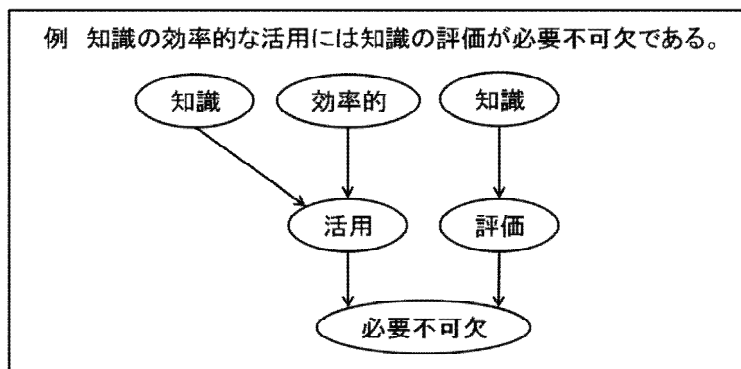 例 知識の効率的な活用には知識の評価が必要不可欠である。
知識 効率的 知識
活用 評価
必要不可欠